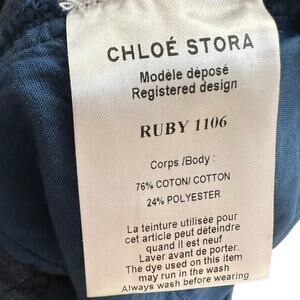 CHLOÉ STORA
Modèle déposé
Registered design
RUBY 1106
Corps /Body :
76% COTON/ COTTON
24% POLYESTER
La teinture utilisée pour
cet article peut déteindre
quand il est neuf
Laver avant de porter.
The dye used on this item
may run in the wash
Always wash before wearing